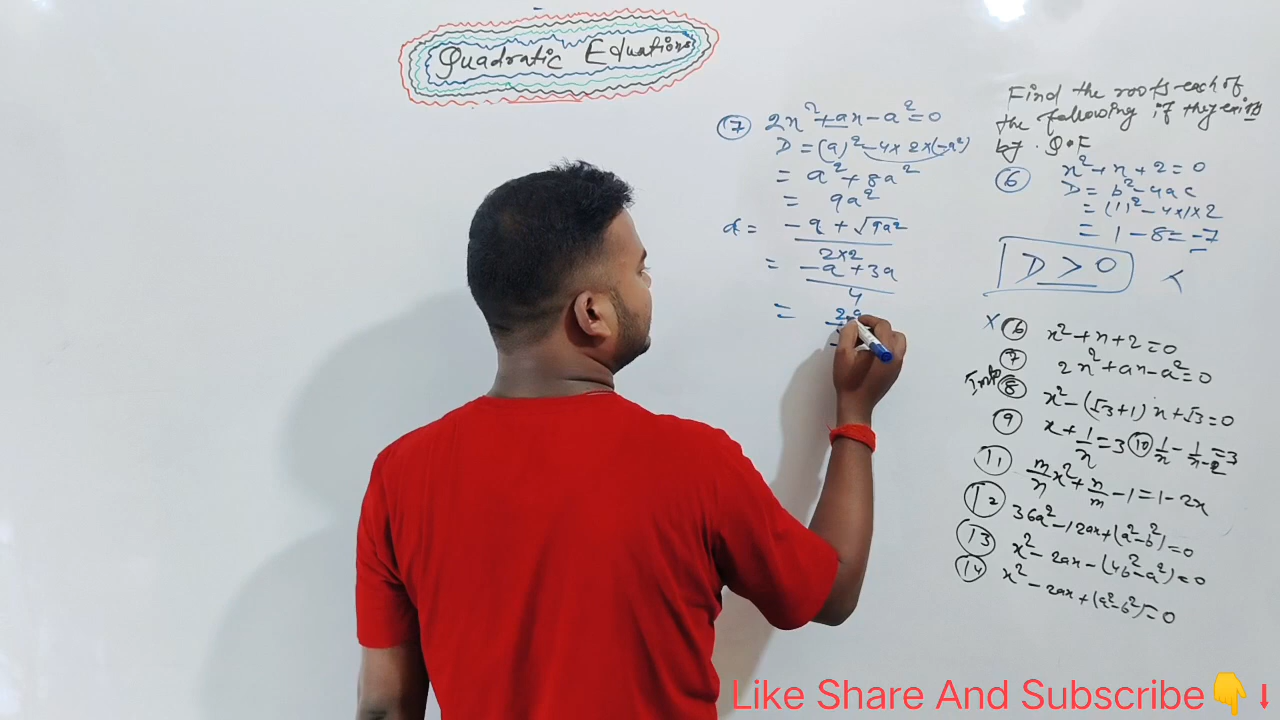 Quadratic Equations
(7) 2x² + ax - a² = 0
D = (a)² - 4 × 2 × (-a²)
= a² + 8a²
= 9a²
α = -a + √9a² / 2×2
= -a + 3a / 4
= 2a
Find the roots each of
the following if they exists
by Q.F
(6) x² + x + 2 = 0
D = b² - 4ac
= (1)² - 4×1×2
= 1 - 8 = -7
D ≥ 0 <
× (6) x² + x + 2 = 0
(7) 2x² + ax - a² = 0
Imp (8) x² - (√3+1)x + √3 = 0
(9) x + 1/x = 3 (10) 1/x - 1/x-2 = 3
(11) m/n x² + n/m - 1 = 1 - 2x
(12) 36a² - 12ax + (a² - b²) = 0
(13) x² - 2ax - (4b² - a²) = 0
(14) x² - 2ax + (a² - b²) = 0
Like Share And Subscribe👇⬇